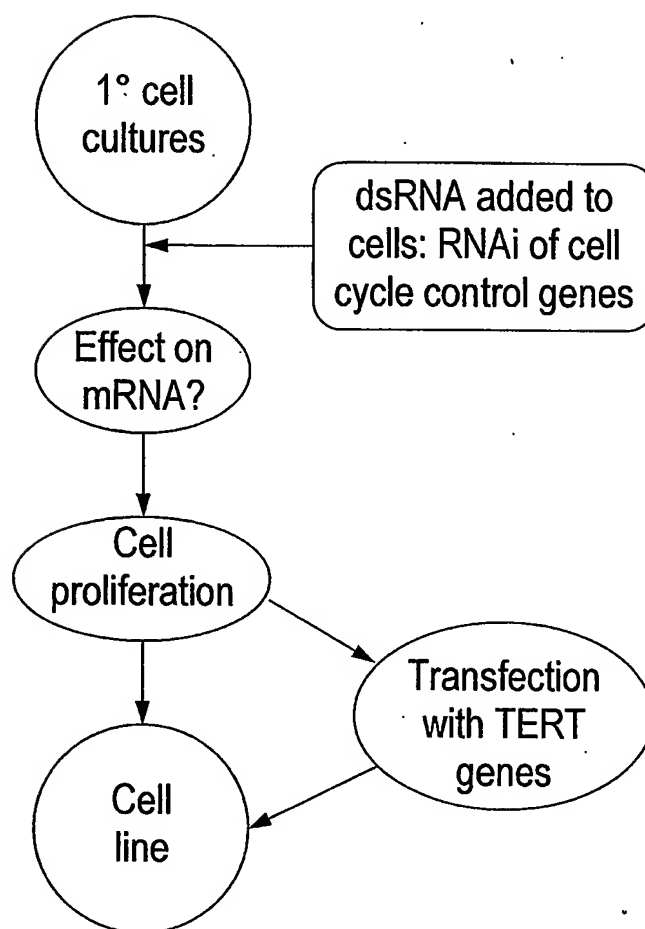 1° cell
cultures
dsRNA added to
cells: RNAi of cell
cycle control genes
Effect on
mRNA?
Cell
proliferation
Transfection
with TERT
genes
Cell
line